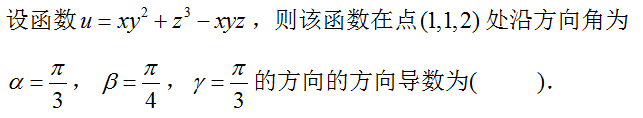 设函数 u = xy² + z³ − xyz，则该函数在点(1,1,2) 处沿方向角为
α = π/3， β = π/4， γ = π/3 的方向的方向导数为(      ).